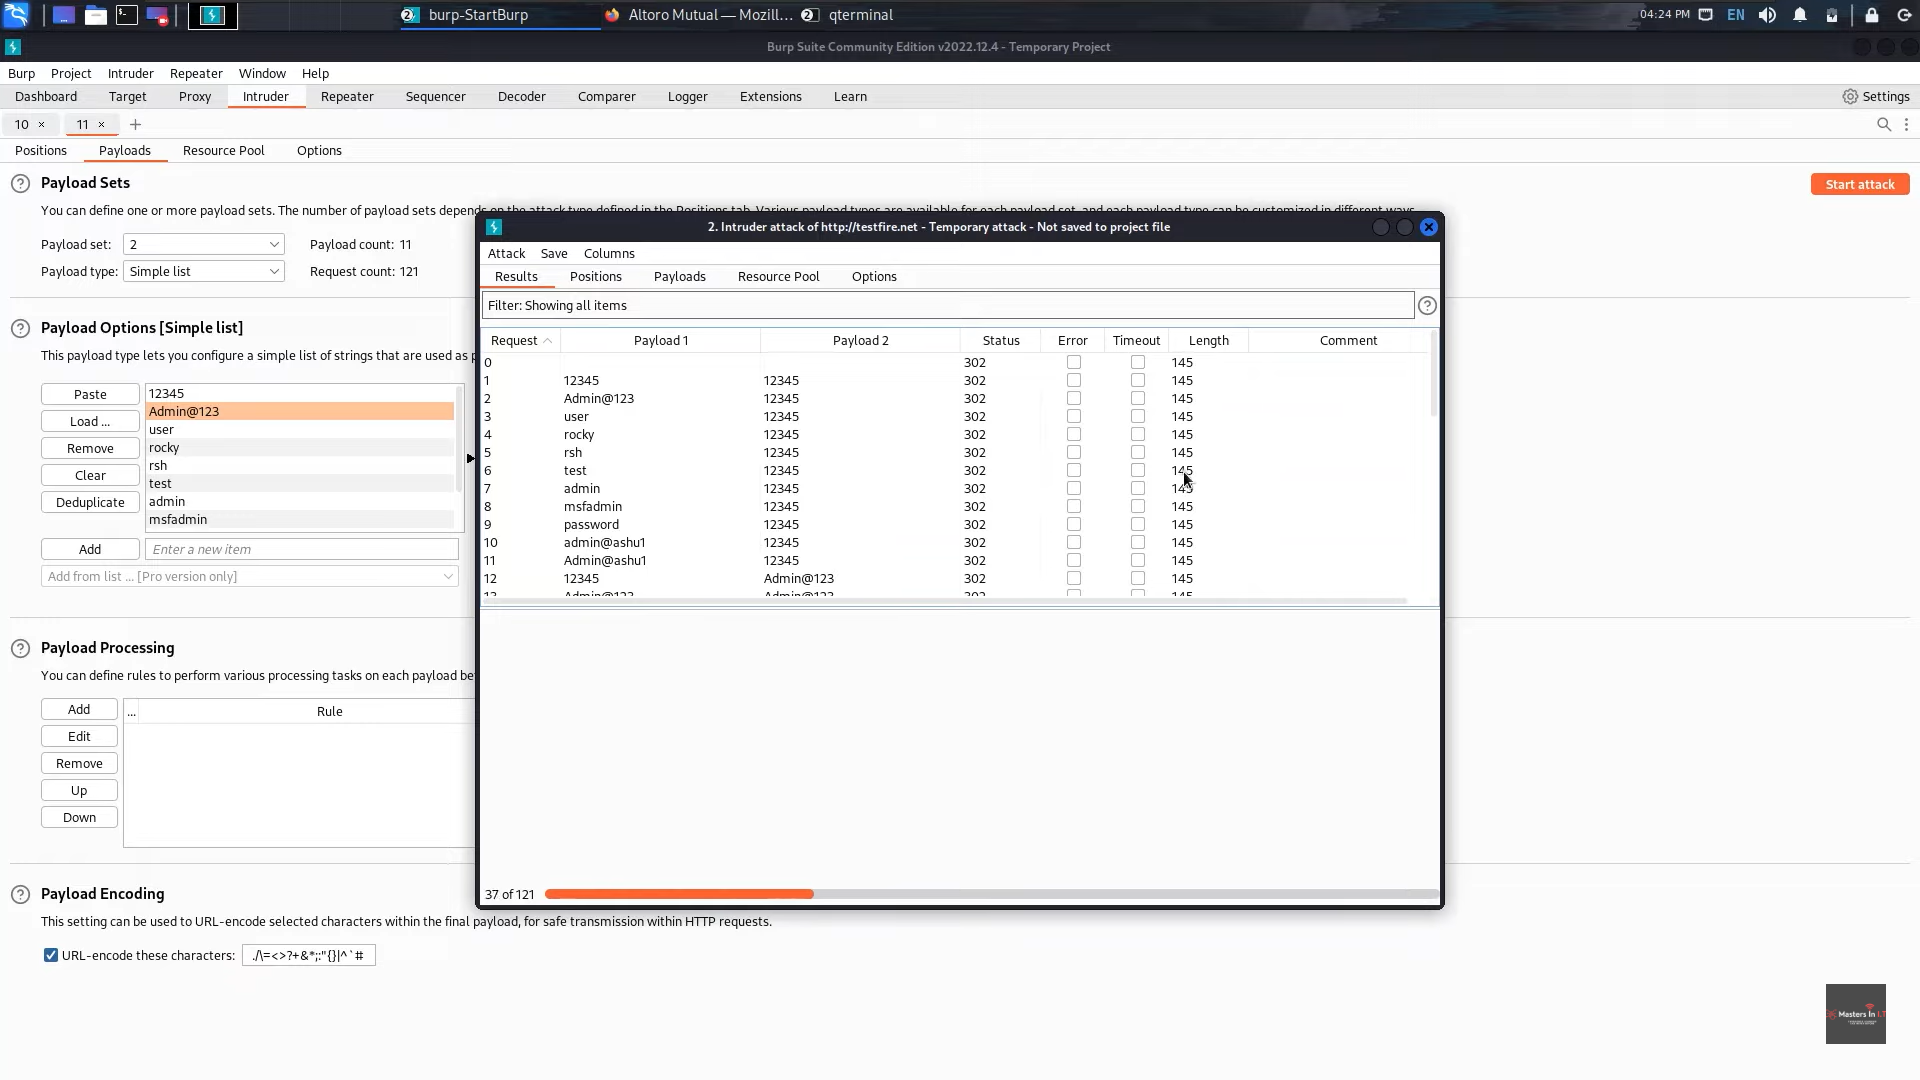 burp-StartBurp
Altoro Mutual — Mozill...
qterminal
04:24 PM
EN
Burp Suite Community Edition v2022.12.4 - Temporary Project
Burp Project Intruder Repeater Window Help
Dashboard Target Proxy Intruder Repeater Sequencer Decoder Comparer Logger Extensions Learn Settings
10 × 11 × +
Positions Payloads Resource Pool Options
? Payload Sets
Start attack
You can define one or more payload sets. The number of payload sets depends on the attack type defined in the Positions tab. Various payload types are available for each payload set, and each payload type can be customized in different ways.
Payload set: 2 Payload count: 11
Payload type: Simple list Request count: 121
? Payload Options [Simple list]
This payload type lets you configure a simple list of strings that are used as p
Paste
Load ...
Remove
Clear
Deduplicate
12345
Admin@123
user
rocky
rsh
test
admin
msfadmin
Add Enter a new item
Add from list ... [Pro version only]
? Payload Processing
You can define rules to perform various processing tasks on each payload be
Add
Edit
Remove
Up
Down
... Rule
? Payload Encoding
This setting can be used to URL-encode selected characters within the final payload, for safe transmission within HTTP requests.
URL-encode these characters: ./\=<>?+&*;:"{}|^`#
2. Intruder attack of http://testfire.net - Temporary attack - Not saved to project file
Attack Save Columns
Results Positions Payloads Resource Pool Options
Filter: Showing all items ?
Request Payload 1 Payload 2 Status Error Timeout Length Comment
0 302 145
1 12345 12345 302 145
2 Admin@123 12345 302 145
3 user 12345 302 145
4 rocky 12345 302 145
5 rsh 12345 302 145
6 test 12345 302 145
7 admin 12345 302 145
8 msfadmin 12345 302 145
9 password 12345 302 145
10 admin@ashu1 12345 302 145
11 Admin@ashu1 12345 302 145
12 12345 Admin@123 302 145
13 Admin@123 Admin@123 302 145
37 of 121
Masters In I.T